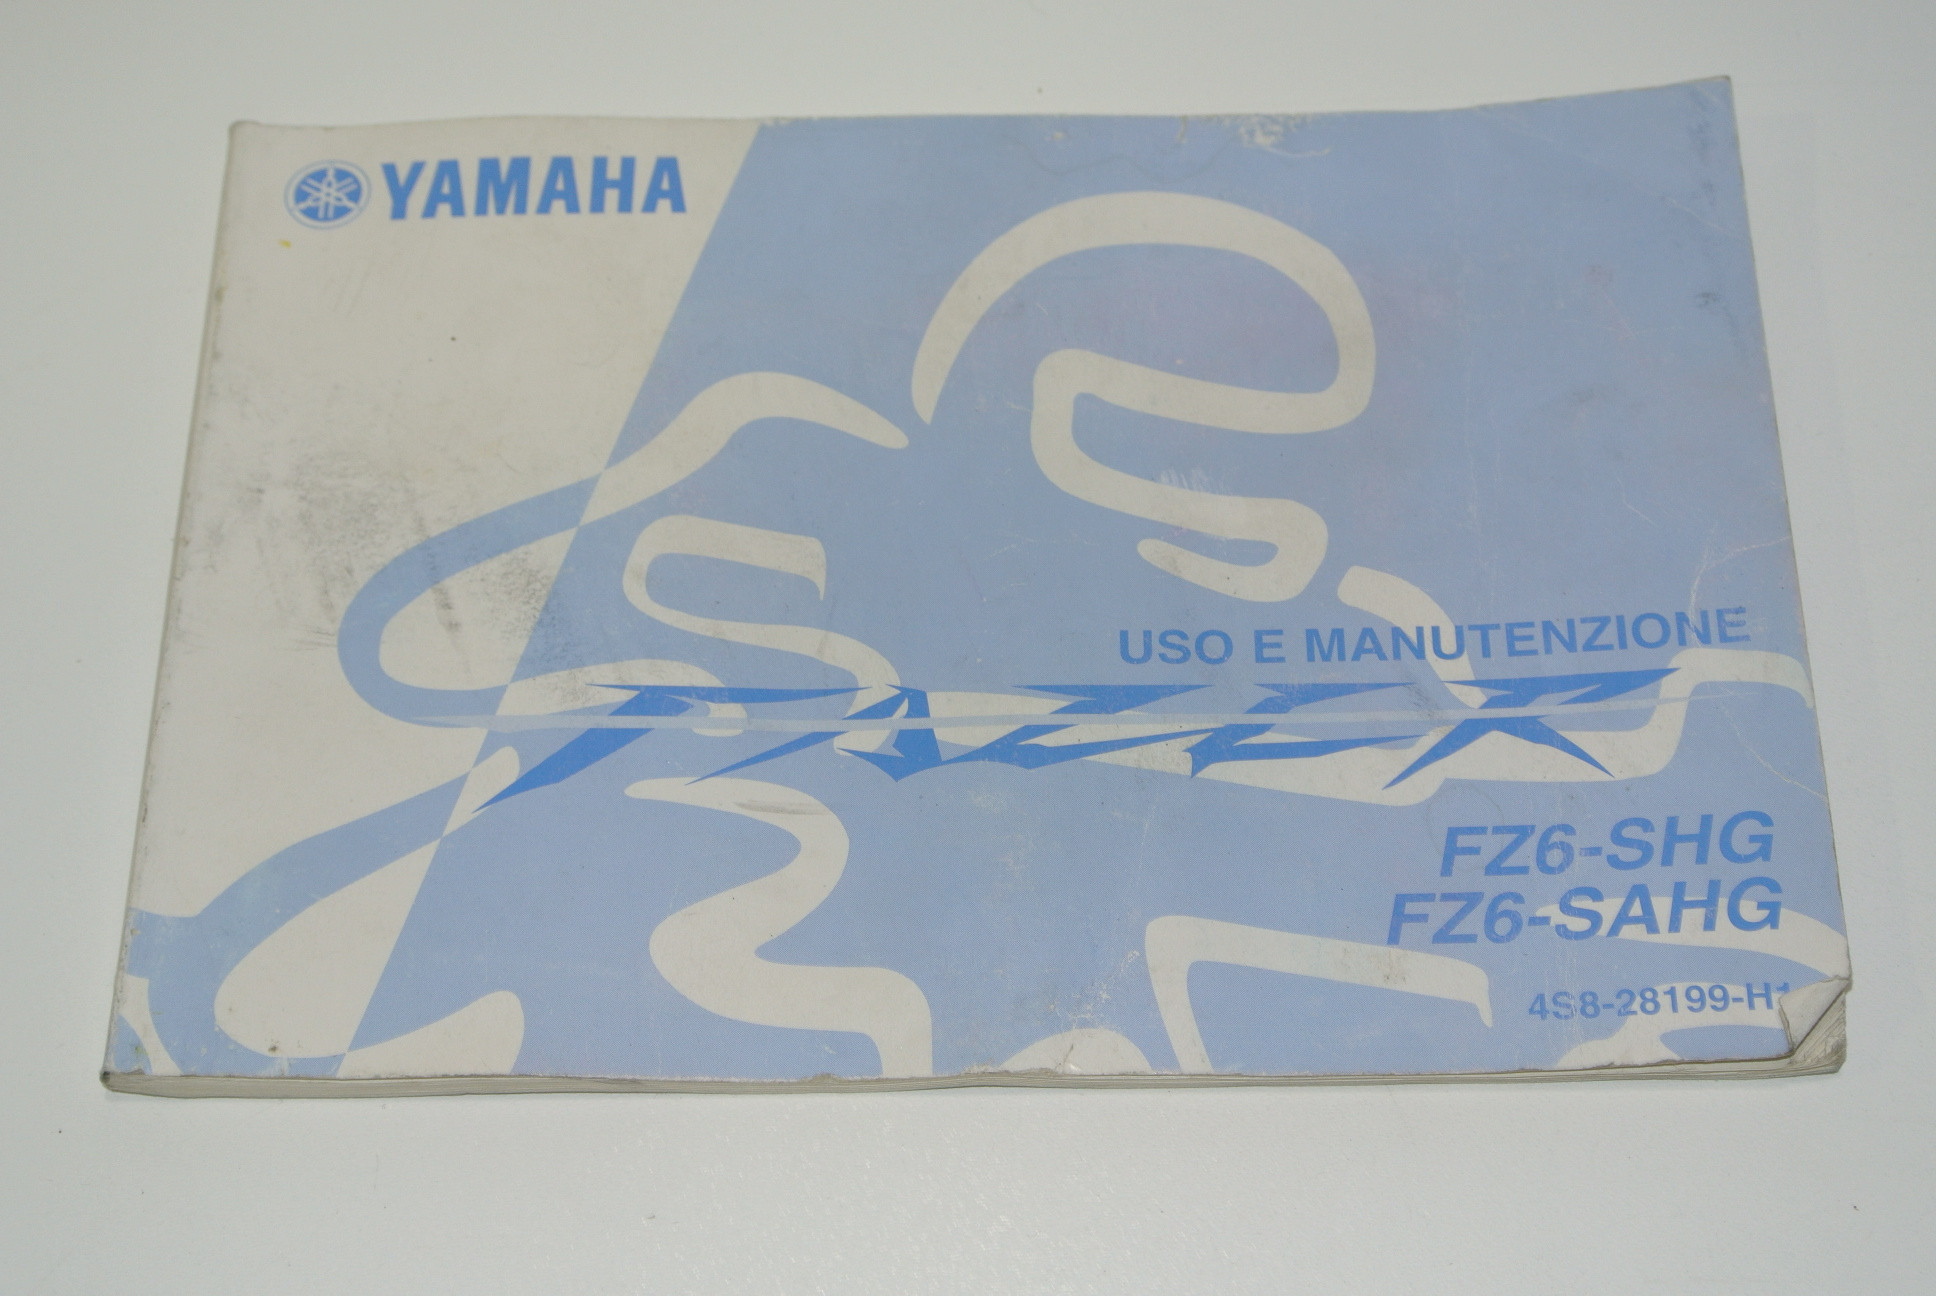 YAMAHA
USO E MANUTENZIONE
FAZER
FZ6-SHG
FZ6-SAHG
4S8-28199-H1